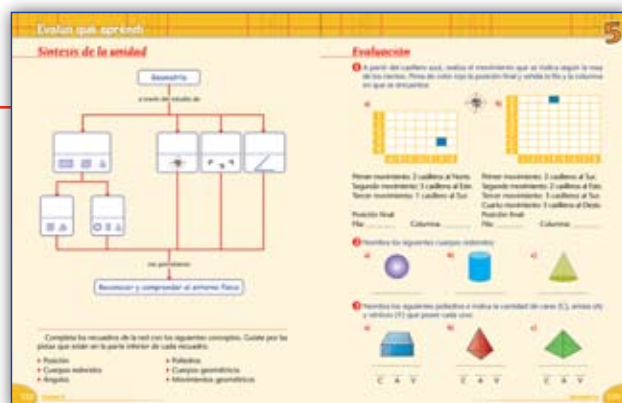 Evalúo qué aprendí
5
Síntesis de la unidad
Geometría
a través del estudio de
nos permiten
Reconocer y comprender el entorno físico
Completa los recuadros de la red con los siguientes conceptos. Guíate por las
pistas que están en la parte inferior de cada recuadro.
Posición
Cuerpos redondos
Ángulos
Poliedros
Cuerpos geométricos
Movimientos geométricos
Evaluación
1 A partir del casillero azul, realiza el movimiento que se indica según la rosa
de los vientos. Pinta de color rojo la posición final y señala la fila y la columna
en que se encuentra.
a)
b)
Primer movimiento: 2 casilleros al Norte.
Segundo movimiento: 3 casilleros al Este.
Tercer movimiento: 1 casillero al Sur.
Posición final:
Fila: Columna:
Primer movimiento: 2 casilleros al Sur.
Segundo movimiento: 2 casilleros al Este.
Tercer movimiento: 3 casilleros al Sur.
Cuarto movimiento: 3 casilleros al Oeste.
Posición final:
Fila: Columna:
2 Nombra los siguientes cuerpos redondos:
a) b) c)
3 Nombra los siguientes poliedros e indica la cantidad de caras (C), aristas (A)
y vértices (V) que posee cada uno:
a) b) c)
C A V
C A V
C A V